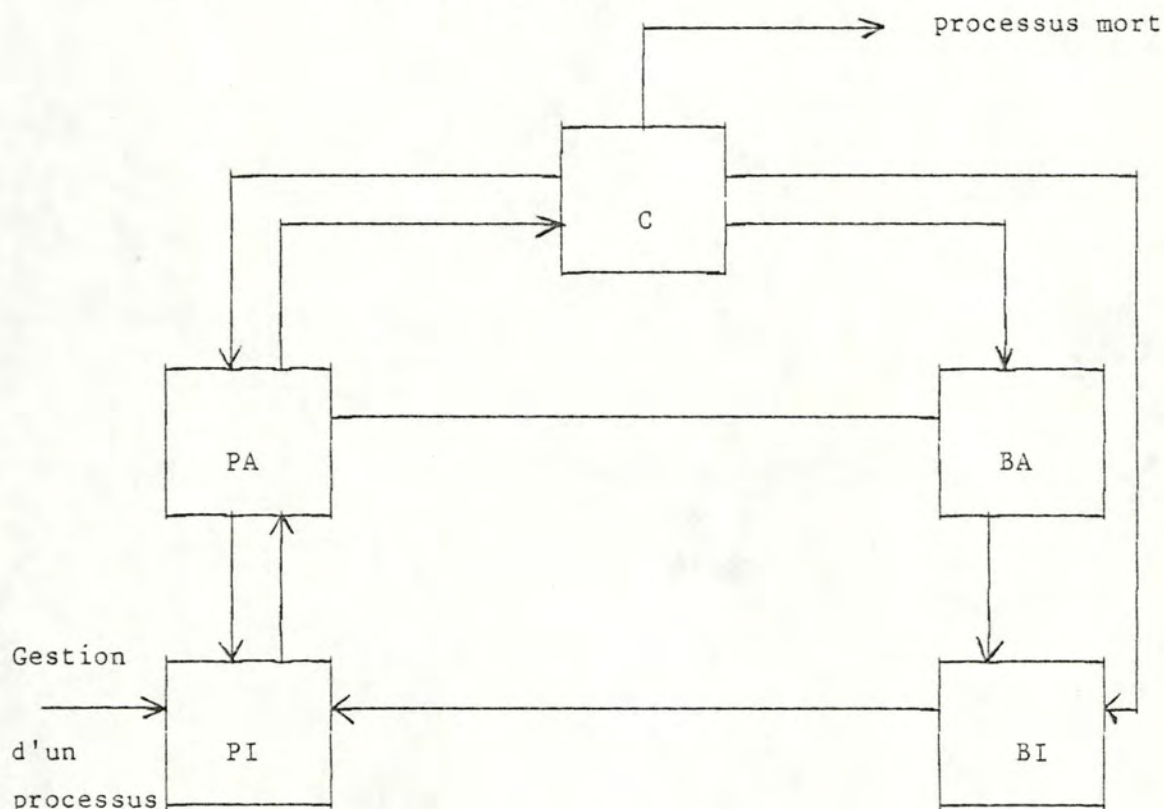 processus mort
C
PA
BA
Gestion
d'un
processus
PI
BI